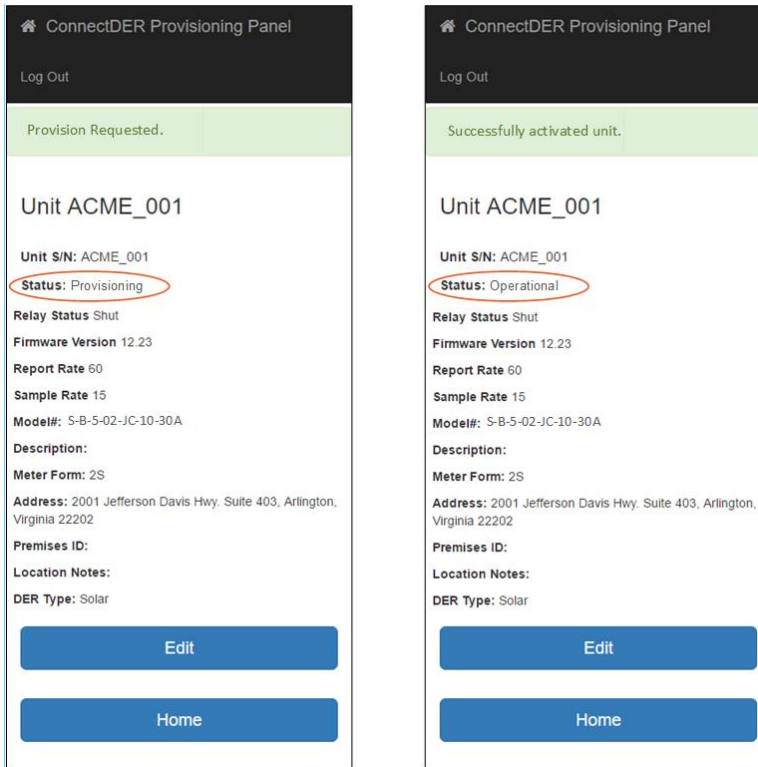 ConnectDER Provisioning Panel
Log Out
Provision Requested.
Unit ACME_001
Unit S/N: ACME_001
Status: Provisioning
Relay Status Shut
Firmware Version 12.23
Report Rate 60
Sample Rate 15
Model#: S-B-5-02-JC-10-30A
Description:
Meter Form: 2S
Address: 2001 Jefferson Davis Hwy. Suite 403, Arlington,
Virginia 22202
Premises ID:
Location Notes:
DER Type: Solar
Edit
Home
ConnectDER Provisioning Panel
Log Out
Successfully activated unit.
Unit ACME_001
Unit S/N: ACME_001
Status: Operational
Relay Status Shut
Firmware Version 12.23
Report Rate 60
Sample Rate 15
Model#: S-B-5-02-JC-10-30A
Description:
Meter Form: 2S
Address: 2001 Jefferson Davis Hwy. Suite 403, Arlington,
Virginia 22202
Premises ID:
Location Notes:
DER Type: Solar
Edit
Home